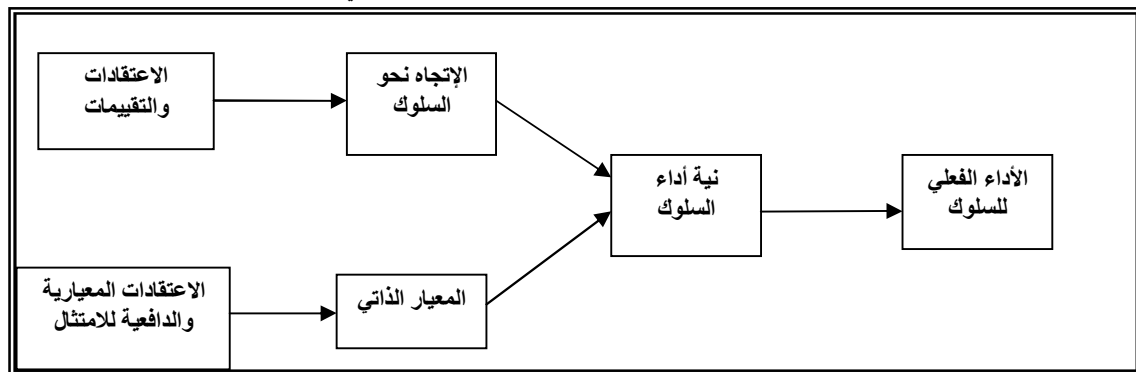 الاعتقادات
والتقييمات
الإتجاه نحو
السلوك
نية أداء
السلوك
الأداء الفعلي
للسلوك
الاعتقادات المعيارية
والدافعية للامتثال
المعيار الذاتي